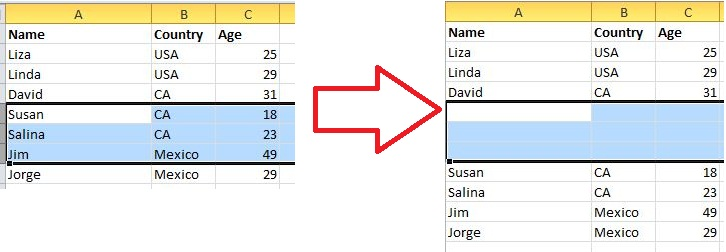 A B C
Name Country Age
Liza USA 25
Linda USA 29
David CA 31
Susan CA 18
Salina CA 23
Jim Mexico 49
Jorge Mexico 29
A B C
Name Country Age
Liza USA 25
Linda USA 29
David CA 31
Susan CA 18
Salina CA 23
Jim Mexico 49
Jorge Mexico 29